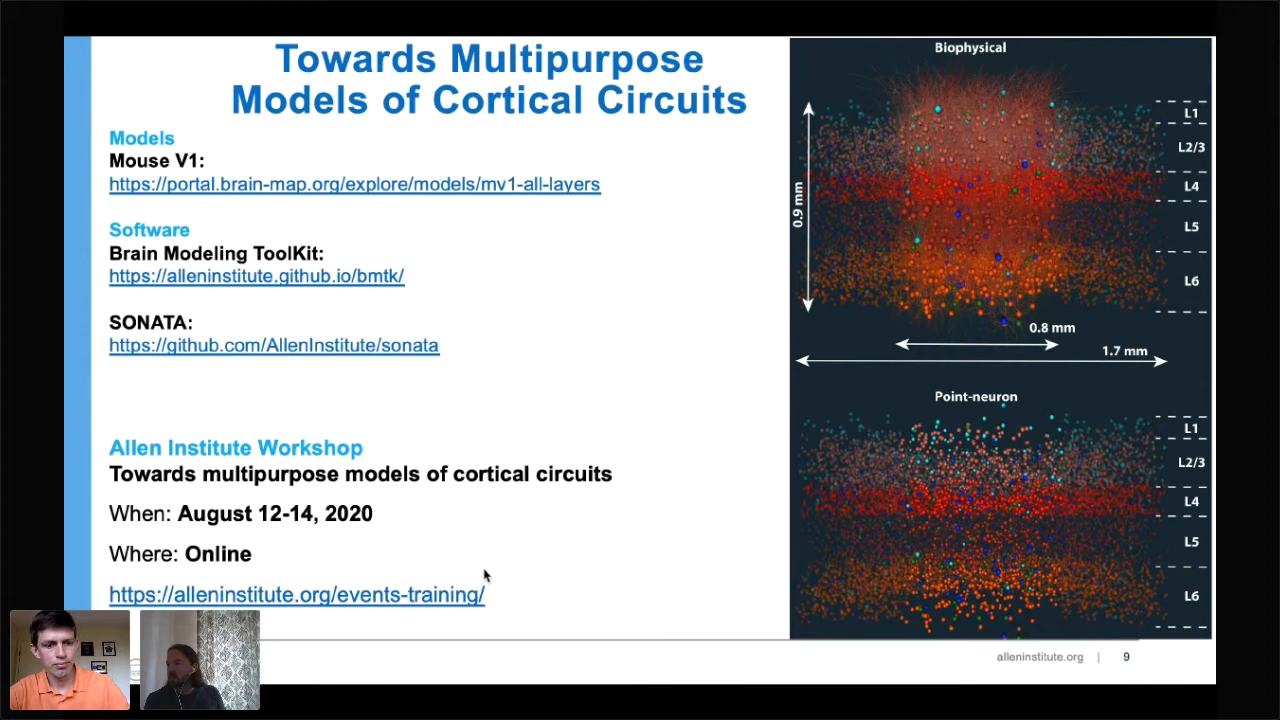 Towards Multipurpose
Models of Cortical Circuits
Models
Mouse V1:
https://portal.brain-map.org/explore/models/mv1-all-layers
Software
Brain Modeling ToolKit:
https://alleninstitute.github.io/bmtk/
SONATA:
https://github.com/AllenInstitute/sonata
Allen Institute Workshop
Towards multipurpose models of cortical circuits
When: August 12-14, 2020
Where: Online
https://alleninstitute.org/events-training/
Biophysical
L1
L2/3
L4
L5
L6
0.9 mm
0.8 mm
1.7 mm
Point-neuron
L1
L2/3
L4
L5
L6
alleninstitute.org | 9